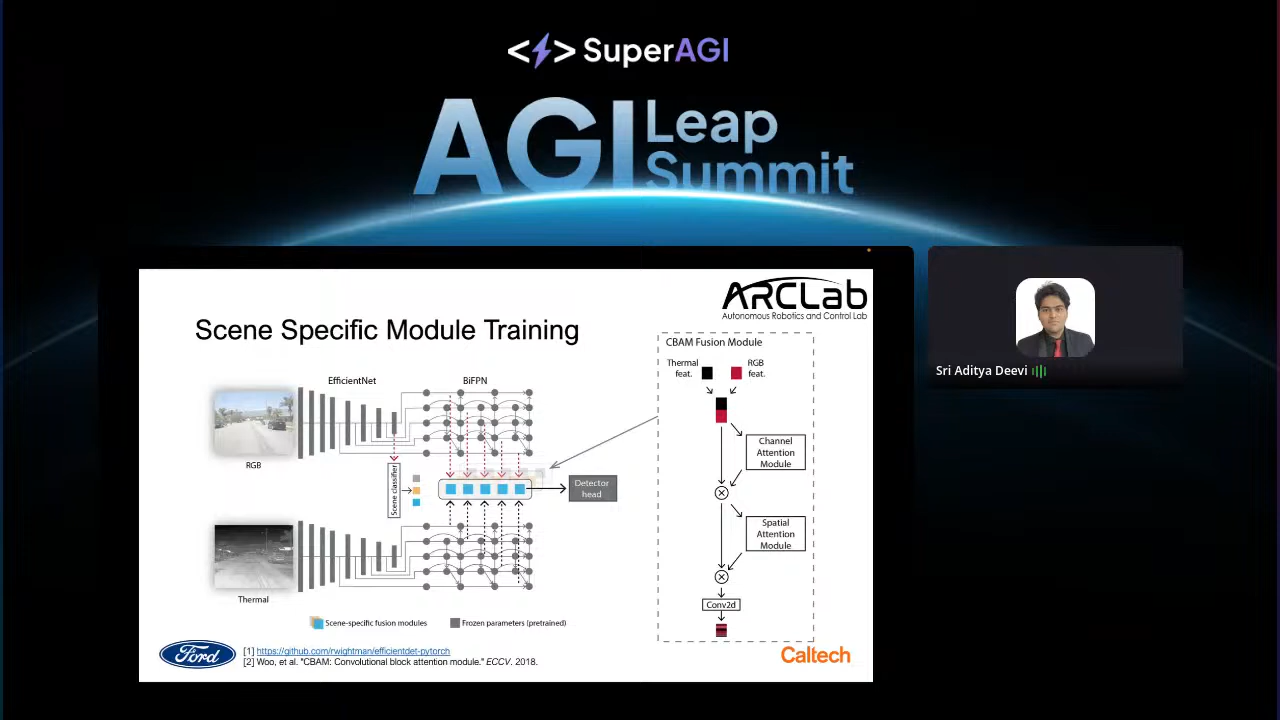 <⚡> SuperAGI
AGI Leap
Summit
ARCLab
Autonomous Robotics and Control Lab
Scene Specific Module Training
EfficientNet
BiFPN
RGB
Scene classifier
Detector
head
Thermal
Scene-specific fusion modules
Frozen parameters (pretrained)
CBAM Fusion Module
Thermal
feat.
RGB
feat.
Channel
Attention
Module
Spatial
Attention
Module
Conv2d
Ford
[1] https://github.com/rwightman/efficientdet-pytorch
[2] Woo, et al. "CBAM: Convolutional block attention module." ECCV. 2018.
Caltech
Sri Aditya Deevi